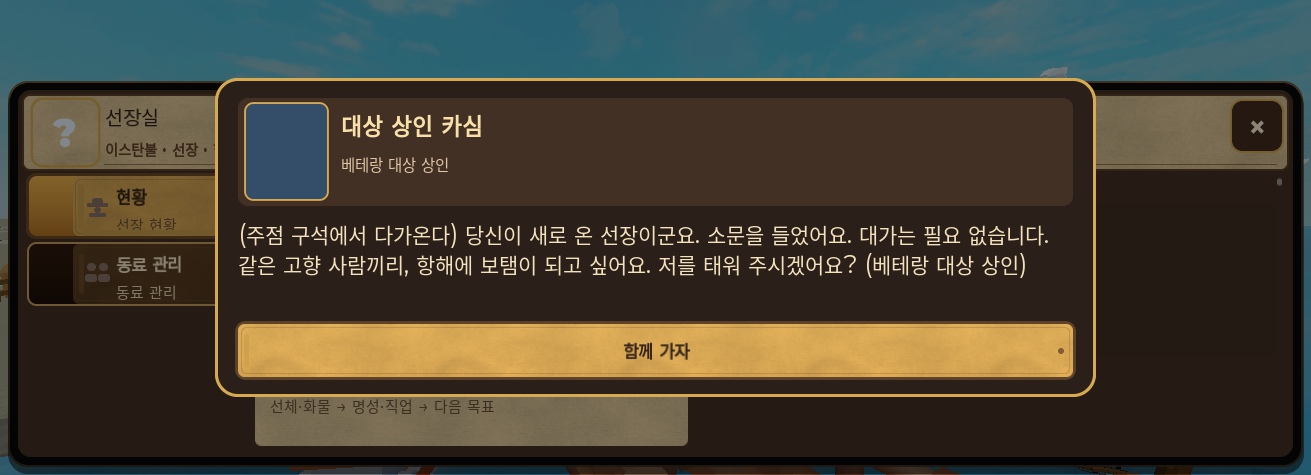 선장실
이스탄불 · 선장 ·
현황
선장 현황
동료 관리
동료 관리
대상 상인 카심
베테랑 대상 상인
(주점 구석에서 다가온다) 당신이 새로 온 선장이군요. 소문을 들었어요. 대가는 필요 없습니다.
같은 고향 사람끼리, 항해에 보탬이 되고 싶어요. 저를 태워 주시겠어요? (베테랑 대상 상인)
함께 가자
선체·화물 → 명성·직업 → 다음 목표